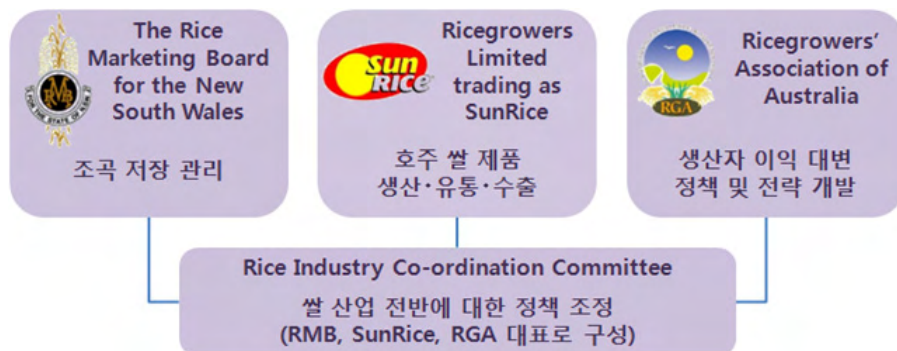 The Rice
Marketing Board
for the New
South Wales
조곡 저장 관리
Sun
RICE
Ricegrowers
Limited
trading as
SunRice
호주 쌀 제품
생산·유통·수출
RGA
Ricegrowers'
Association of
Australia
생산자 이익 대변
정책 및 전략 개발
Rice Industry Co-ordination Committee
쌀 산업 전반에 대한 정책 조정
(RMB, SunRice, RGA 대표로 구성)